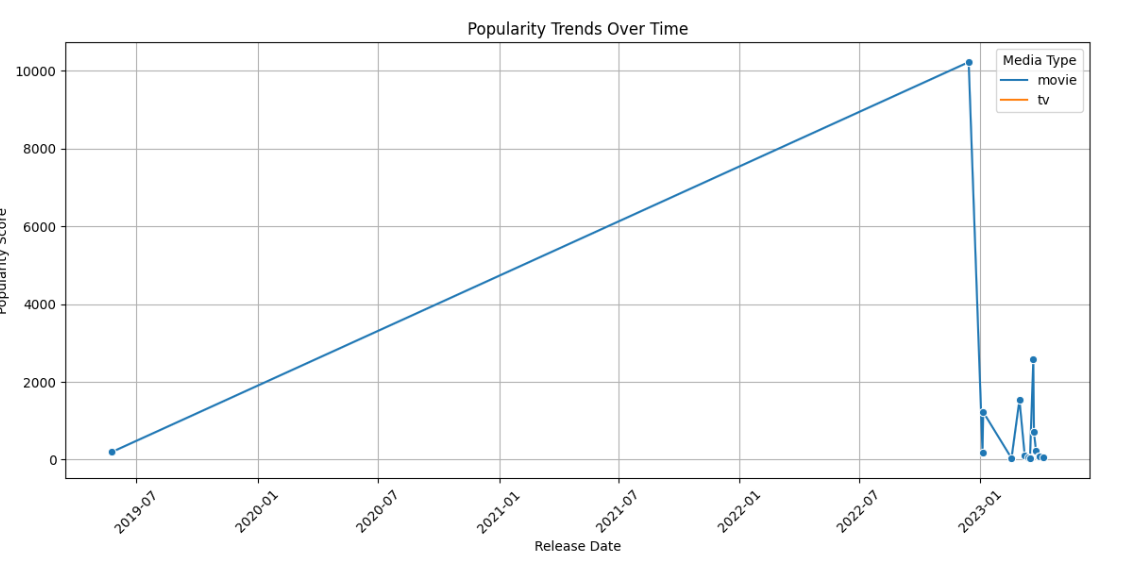 Popularity Trends Over Time
Media Type
movie
tv
10000
8000
6000
4000
2000
0
Popularity Score
2019-07
2020-01
2020-07
2021-01
2021-07
2022-01
2022-07
2023-01
Release Date